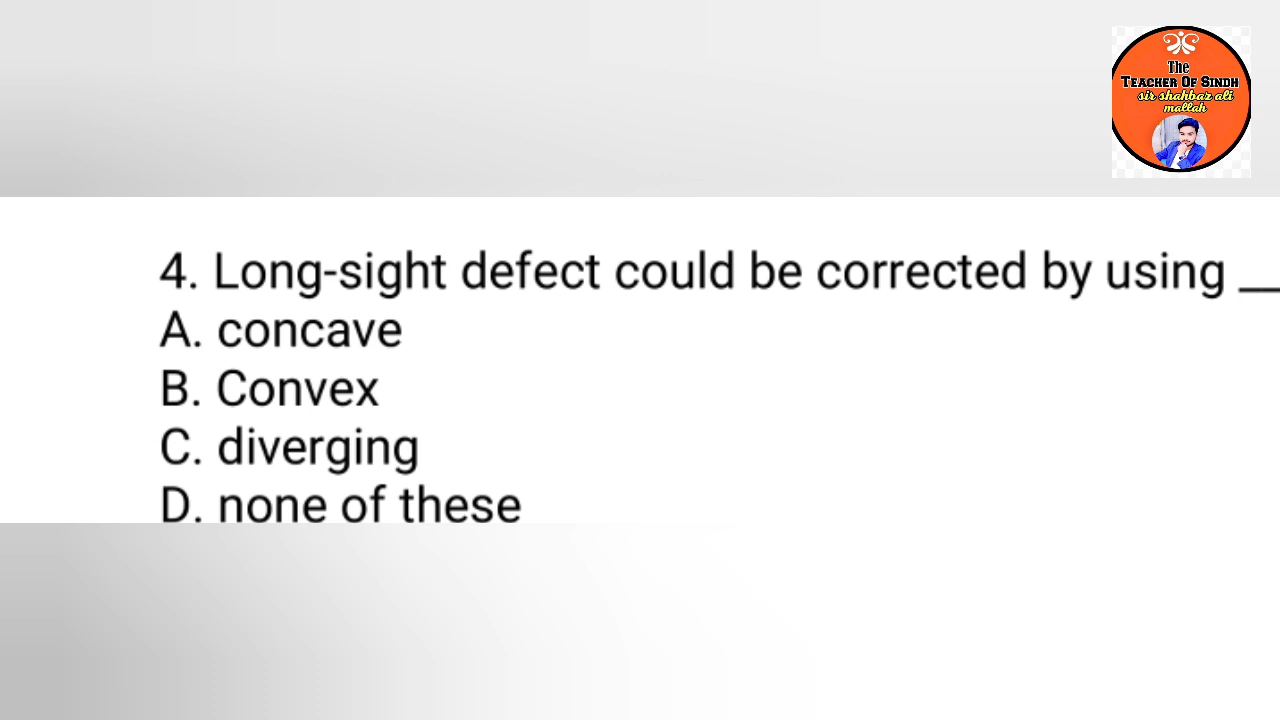 The
TEACHER OF SINDH
sir shahbaz ali
mallah
4. Long-sight defect could be corrected by using __
A. concave
B. Convex
C. diverging
D. none of these